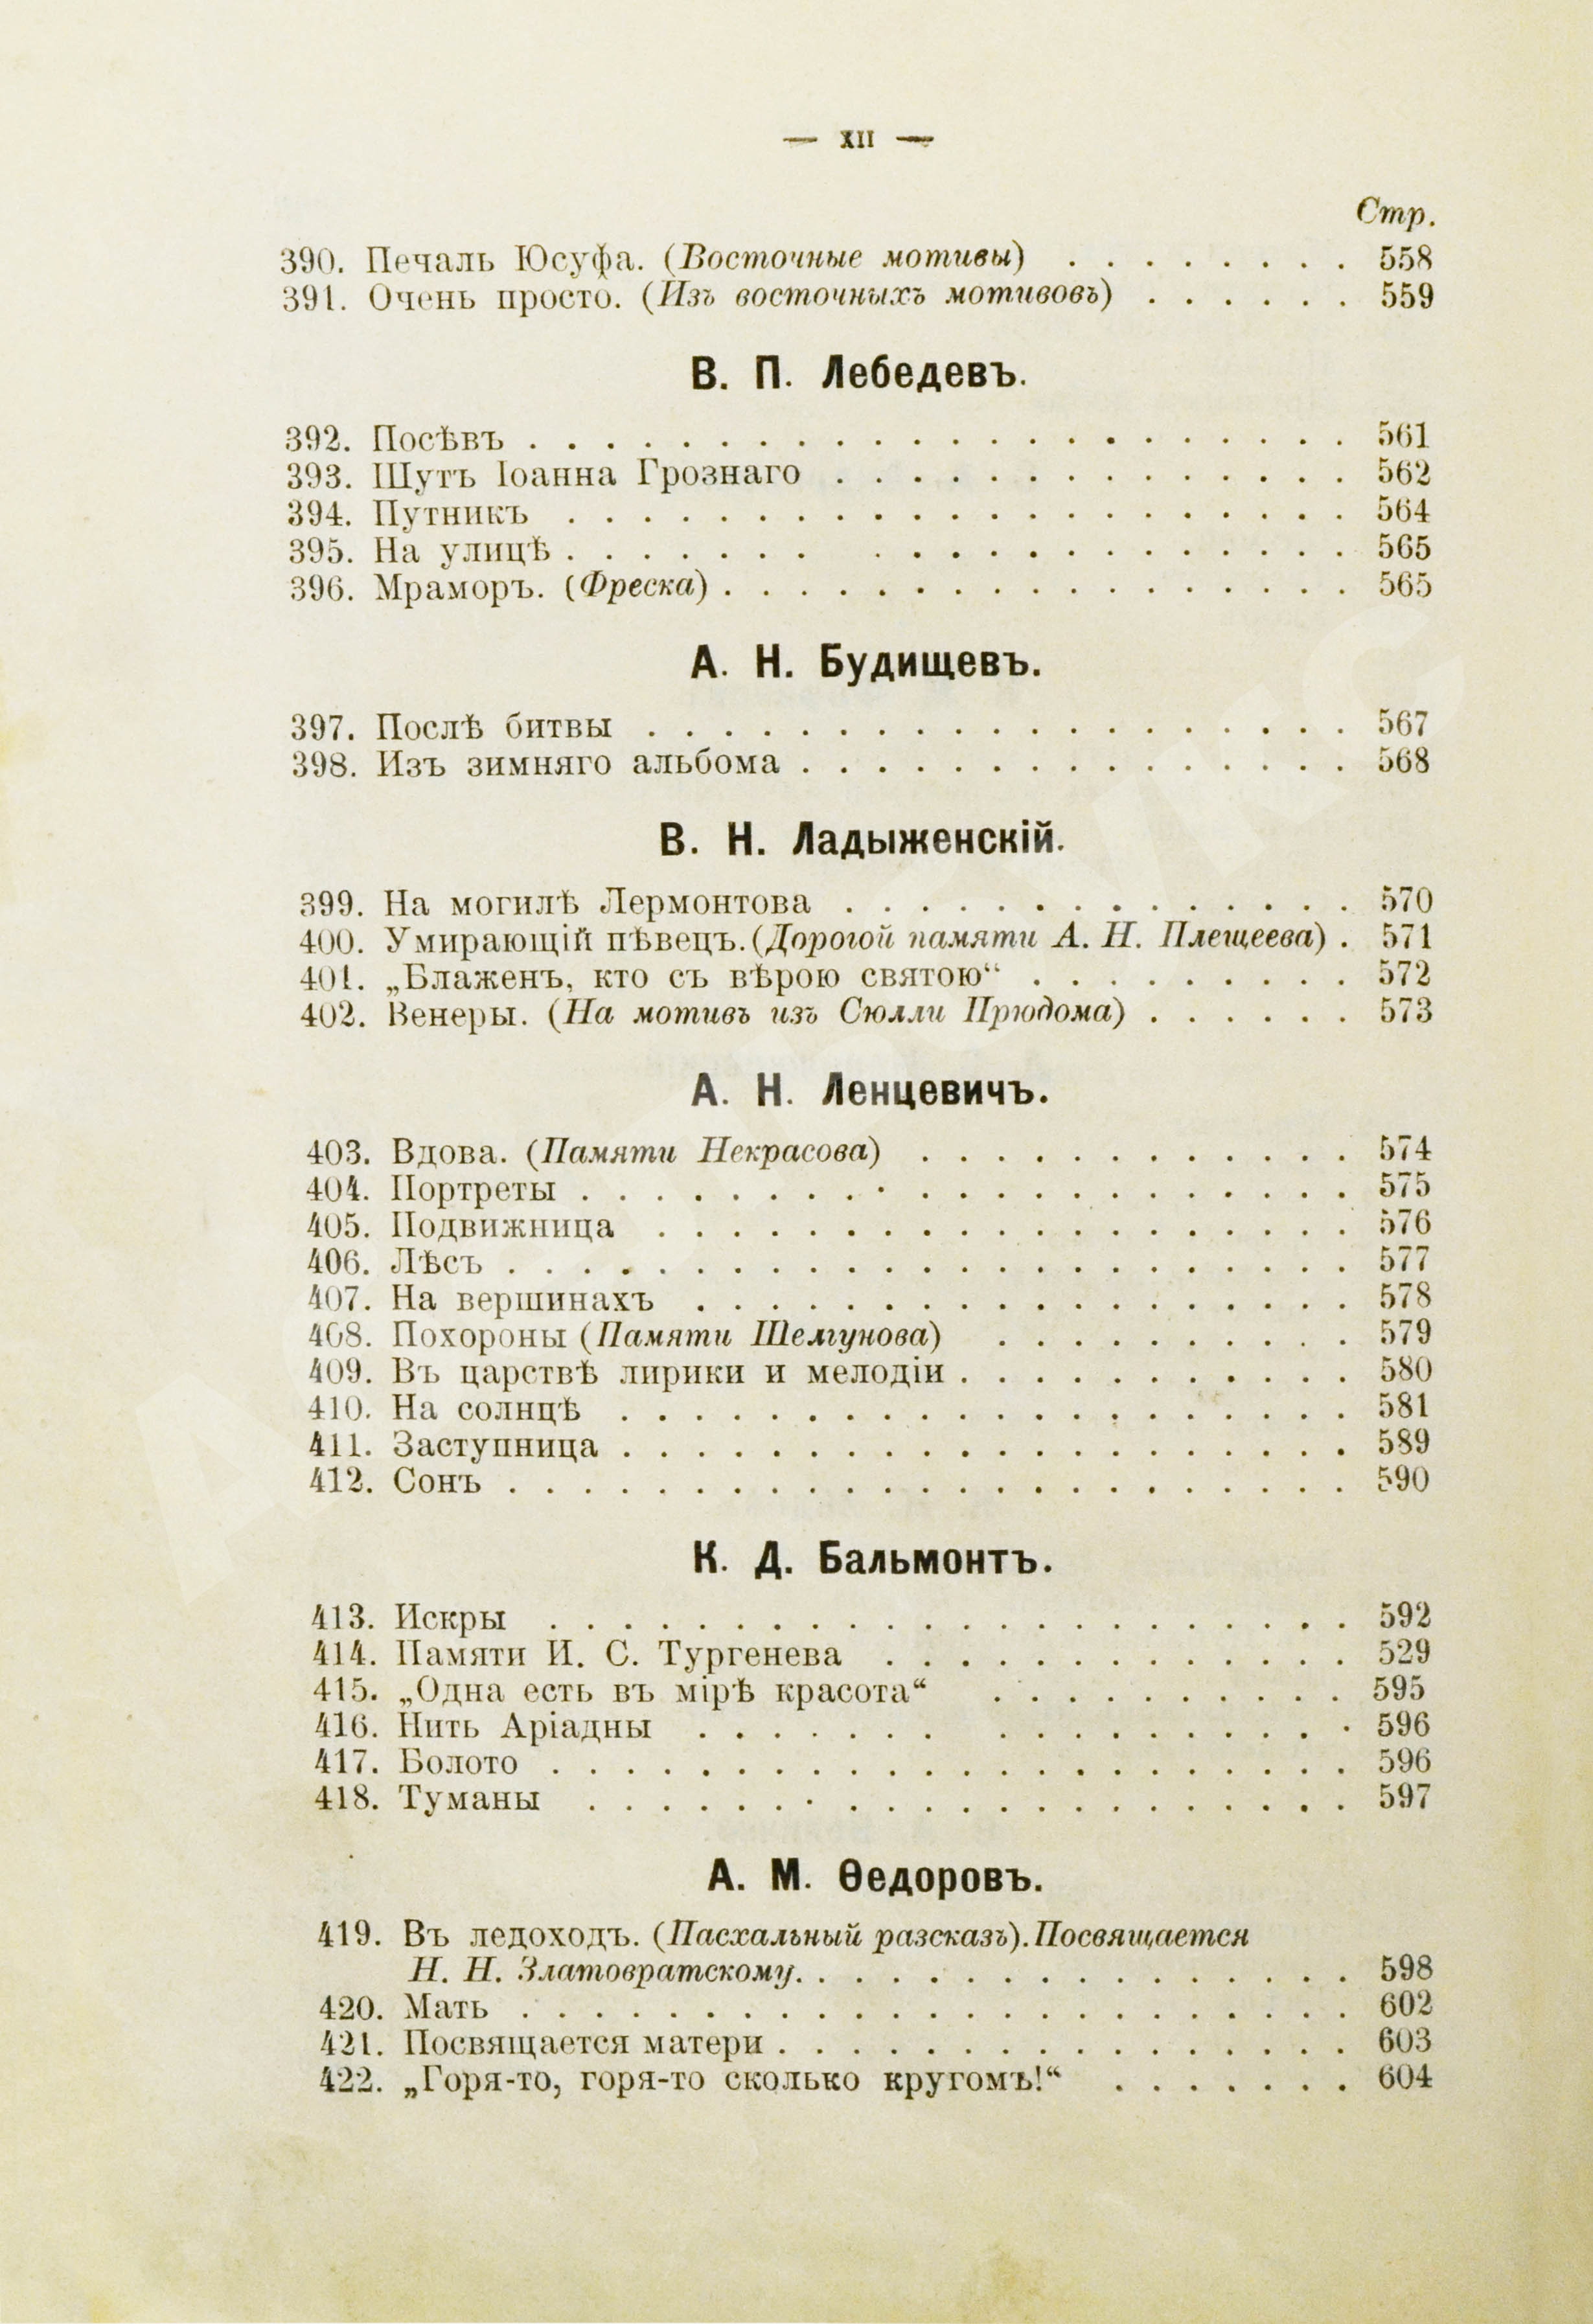 — XII —
Стр.
390. Печаль Юсуфа. (Восточные мотивы) . . . . . . . . 558
391. Очень просто. (Изъ восточныхъ мотивовъ) . . . . . . 559
В. П. Лебедевъ.
392. Посѣвъ . . . . . . . . . . . . . . . . . . . . . . 561
393. Шутъ Іоанна Грознаго . . . . . . . . . . . . . . 562
394. Путникъ . . . . . . . . . . . . . . . . . . . . . 564
395. На улицѣ . . . . . . . . . . . . . . . . . . . . 565
396. Мраморъ. (Фреска) . . . . . . . . . . . . . . . . . 565
А. Н. Будищевъ.
397. Послѣ битвы . . . . . . . . . . . . . . . . . . . 567
398. Изъ зимняго альбома . . . . . . . . . . . . . . . 568
В. Н. Ладыженскій.
399. На могилѣ Лермонтова . . . . . . . . . . . . . . 570
400. Умирающій пѣвецъ. (Дорогой памяти А. Н. Плещеева) . 571
401. „Блаженъ, кто съ вѣрою святою“ . . . . . . . . . 572
402. Венеры. (На мотивъ изъ Сюлли Прюдома) . . . . . . 573
А. Н. Ленцевичъ.
403. Вдова. (Памяти Некрасова) . . . . . . . . . . . . 574
404. Портреты . . . . . . . . . . . . . . . . . . . . . 575
405. Подвижница . . . . . . . . . . . . . . . . . . . 576
406. Лѣсъ . . . . . . . . . . . . . . . . . . . . . . . 577
407. На вершинахъ . . . . . . . . . . . . . . . . . . 578
408. Похороны (Памяти Шелгунова) . . . . . . . . . . 579
409. Въ царствѣ лирики и мелодіи . . . . . . . . . . . 580
410. На солнцѣ . . . . . . . . . . . . . . . . . . . . 581
411. Заступница . . . . . . . . . . . . . . . . . . . . 589
412. Сонъ . . . . . . . . . . . . . . . . . . . . . . . 590
К. Д. Бальмонтъ.
413. Искры . . . . . . . . . . . . . . . . . . . . . . 592
414. Памяти И. С. Тургенева . . . . . . . . . . . . . 529
415. „Одна есть въ мірѣ красота“ . . . . . . . . . . 595
416. Нить Аріадны . . . . . . . . . . . . . . . . . 596
417. Болото . . . . . . . . . . . . . . . . . . . . . . 596
418. Туманы . . . . . . . . . . . . . . . . . . . . . 597
А. М. Ѳедоровъ.
419. Въ ледоходъ. (Пасхальный разсказъ). Посвящается
Н. Н. Златовратскому. . . . . . . . . . . . . . . . 598
420. Мать . . . . . . . . . . . . . . . . . . . . . . 602
421. Посвящается матери . . . . . . . . . . . . . . . . 603
422. „Горя-то, горя-то сколько кругомъ!“ . . . . . . . 604